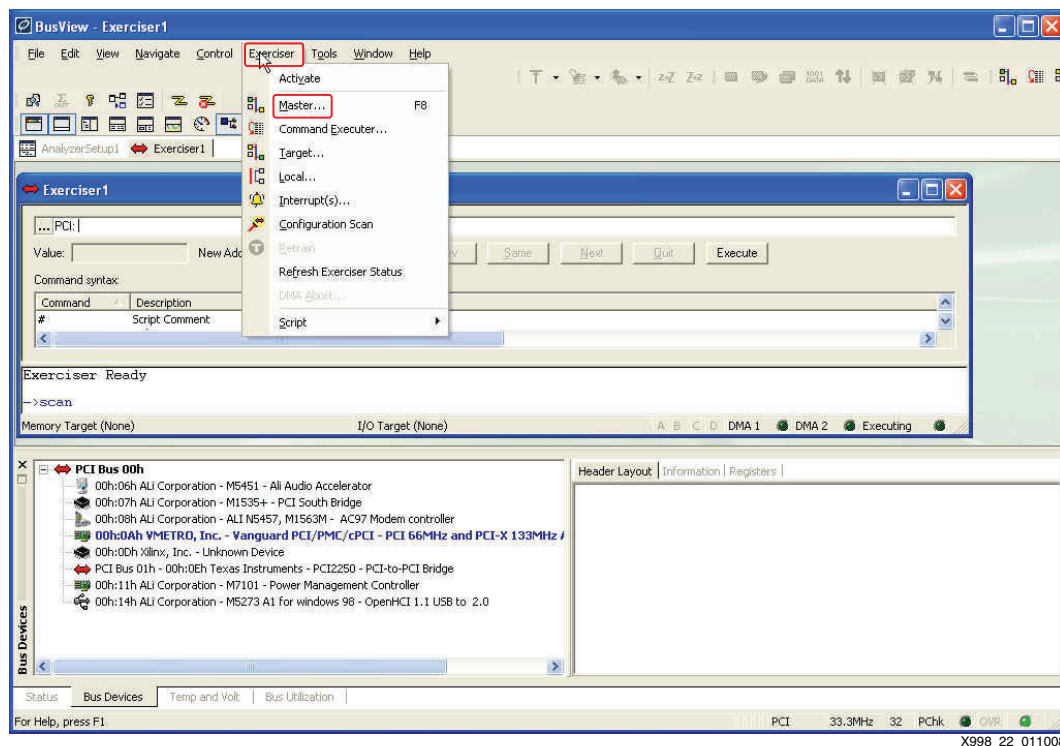 BusView - Exerciser1
File Edit View Navigate Control Exerciser Tools Window Help
Activate
Master... F8
Command Executer...
Target...
Local...
Interrupt(s)...
Configuration Scan
Retrain
Refresh Exerciser Status
DMA Abort...
Script
AnalyzerSetup1 Exerciser1
Exerciser1
... PCI:
Value: New Add Same Next Quit Execute
Command syntax:
Command Description
# Script Comment
Exerciser Ready
->scan
Memory Target (None) I/O Target (None) A B C D DMA 1 DMA 2 Executing
PCI Bus 00h
00h:06h ALi Corporation - M5451 - Ali Audio Accelerator
00h:07h ALi Corporation - M1535+ - PCI South Bridge
00h:08h ALi Corporation - ALI N5457, M1563M - AC97 Modem controller
00h:0Ah VMETRO, Inc. - Vanguard PCI/PMC/cPCI - PCI 66MHz and PCI-X 133MHz
00h:0Dh Xilinx, Inc. - Unknown Device
PCI Bus 01h - 00h:0Eh Texas Instruments - PCI2250 - PCI-to-PCI Bridge
00h:11h ALi Corporation - M7101 - Power Management Controller
00h:14h ALi Corporation - M5273 A1 for windows 98 - OpenHCI 1.1 USB to 2.0
Header Layout Information Registers
Bus Devices
Status Bus Devices Temp and Volt Bus Utilization
For Help, press F1 PCI 33.3MHz 32 PChk OVR
X998_22_011008